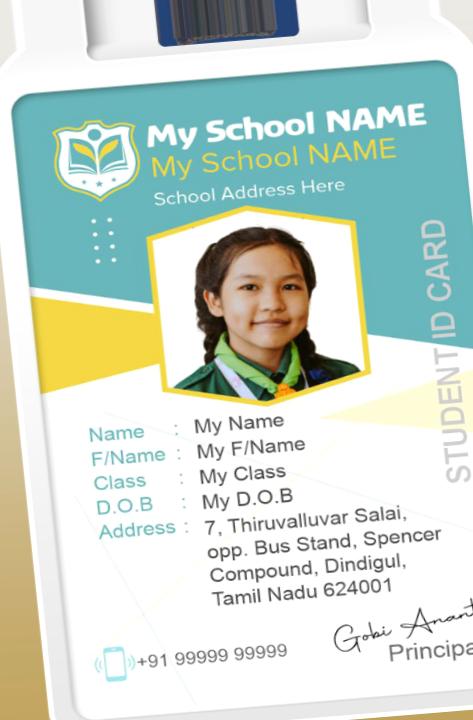 My School NAME
My School NAME
School Address Here
STUDENT ID CARD
Name : My Name
F/Name : My F/Name
Class : My Class
D.O.B : My D.O.B
Address : 7, Thiruvalluvar Salai,
opp. Bus Stand, Spencer
Compound, Dindigul,
Tamil Nadu 624001
Gobi Anant
+91 99999 99999
Principa